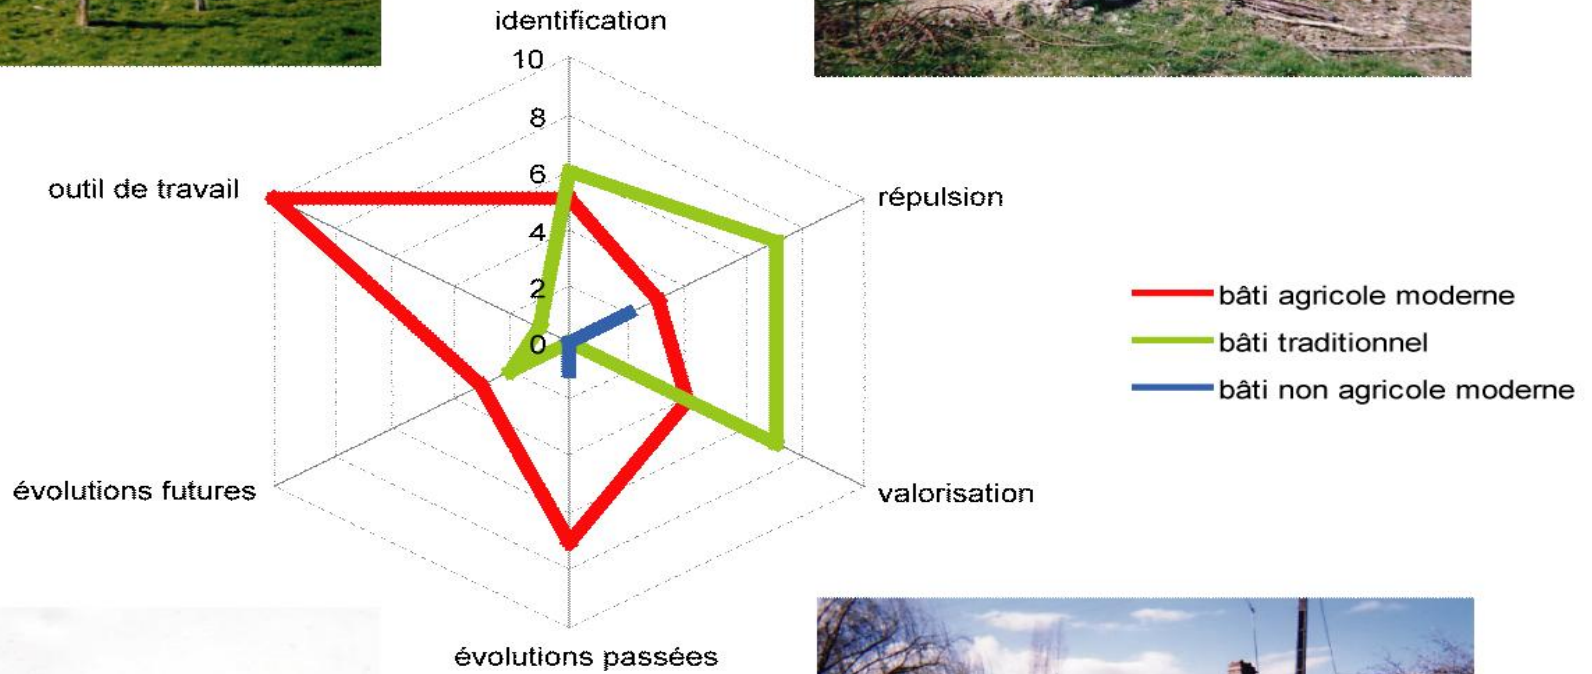 identification
10
8
6
4
2
0
outil de travail
répulsion
évolutions futures
valorisation
évolutions passées
bâti agricole moderne
bâti traditionnel
bâti non agricole moderne